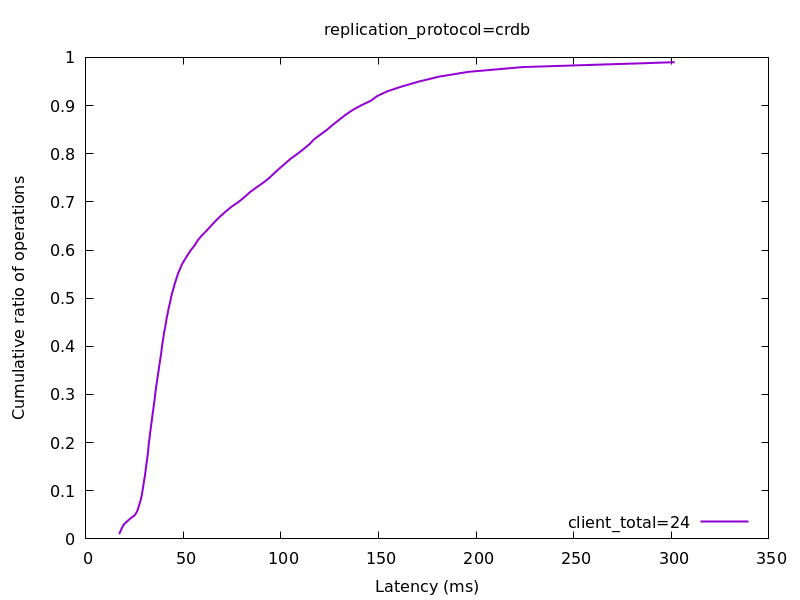 replication_protocol=crdb
1
0.9
0.8
0.7
0.6
0.5
0.4
0.3
0.2
0.1
0
Cumulative ratio of operations
client_total=24
0 50 100 150 200 250 300 350
Latency (ms)